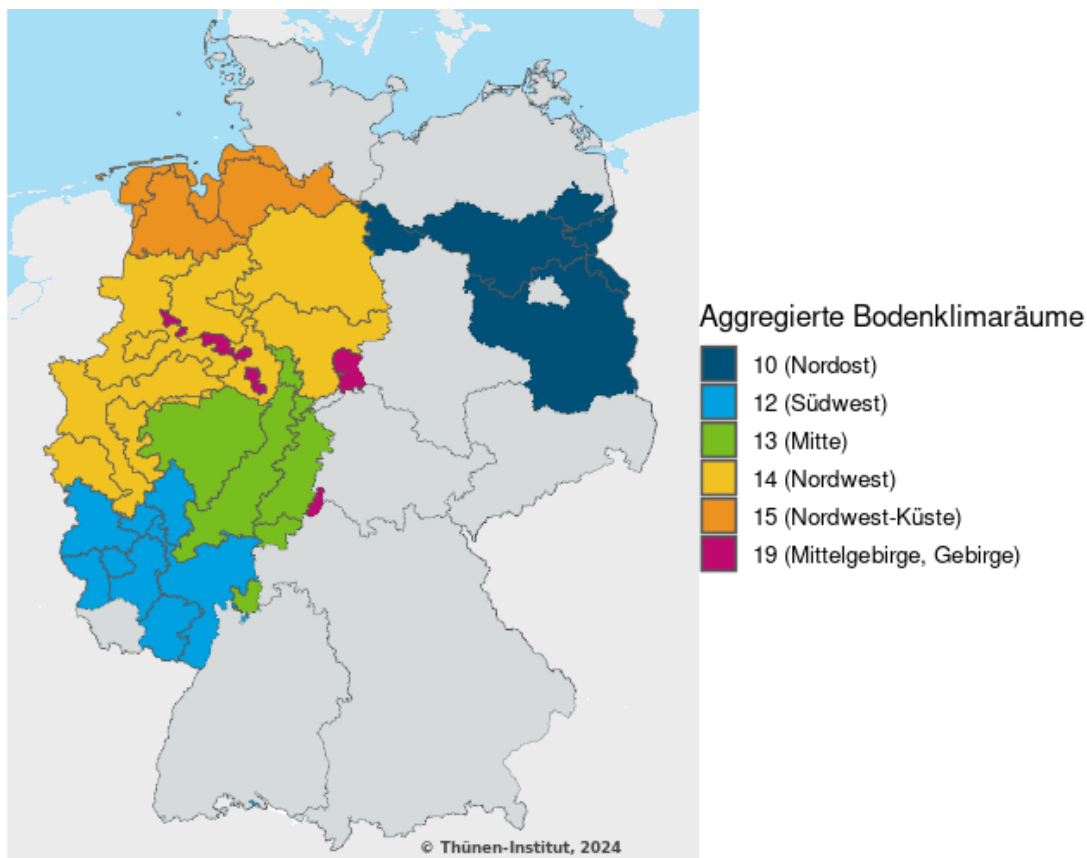 Aggregierte Bodenklimaräume
10 (Nordost)
12 (Südwest)
13 (Mitte)
14 (Nordwest)
15 (Nordwest-Küste)
19 (Mittelgebirge, Gebirge)
© Thünen-Institut, 2024